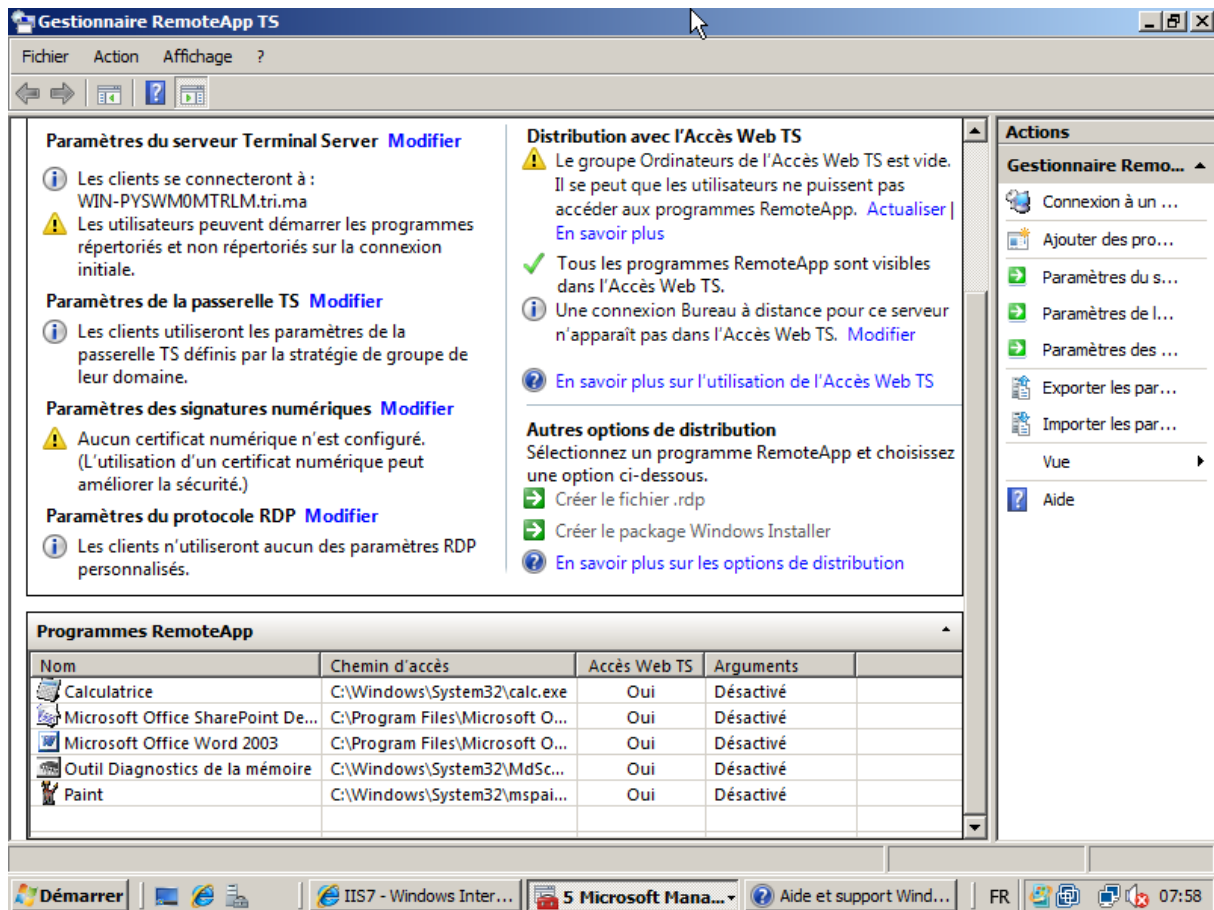 Gestionnaire RemoteApp TS
Fichier Action Affichage ?
Paramètres du serveur Terminal Server Modifier
Les clients se connecteront à :
WIN-PYSWM0MTRLM.tri.ma
Les utilisateurs peuvent démarrer les programmes
répertoriés et non répertoriés sur la connexion
initiale.
Paramètres de la passerelle TS Modifier
Les clients utiliseront les paramètres de la
passerelle TS définis par la stratégie de groupe de
leur domaine.
Paramètres des signatures numériques Modifier
Aucun certificat numérique n'est configuré.
(L'utilisation d'un certificat numérique peut
améliorer la sécurité.)
Paramètres du protocole RDP Modifier
Les clients n'utiliseront aucun des paramètres RDP
personnalisés.
Distribution avec l'Accès Web TS
Le groupe Ordinateurs de l'Accès Web TS est vide.
Il se peut que les utilisateurs ne puissent pas
accéder aux programmes RemoteApp. Actualiser |
En savoir plus
Tous les programmes RemoteApp sont visibles
dans l'Accès Web TS.
Une connexion Bureau à distance pour ce serveur
n'apparaît pas dans l'Accès Web TS. Modifier
En savoir plus sur l'utilisation de l'Accès Web TS
Autres options de distribution
Sélectionnez un programme RemoteApp et choisissez
une option ci-dessous.
Créer le fichier .rdp
Créer le package Windows Installer
En savoir plus sur les options de distribution
Actions
Gestionnaire Remo...
Connexion à un ...
Ajouter des pro...
Paramètres du s...
Paramètres de l...
Paramètres des ...
Exporter les par...
Importer les par...
Vue
Aide
Programmes RemoteApp
Nom Chemin d'accès Accès Web TS Arguments
Calculatrice C:\Windows\System32\calc.exe Oui Désactivé
Microsoft Office SharePoint De... C:\Program Files\Microsoft O... Oui Désactivé
Microsoft Office Word 2003 C:\Program Files\Microsoft O... Oui Désactivé
Outil Diagnostics de la mémoire C:\Windows\System32\MdSc... Oui Désactivé
Paint C:\Windows\System32\mspai... Oui Désactivé
Démarrer IIS7 - Windows Inter... 5 Microsoft Mana... Aide et support Wind... FR 07:58